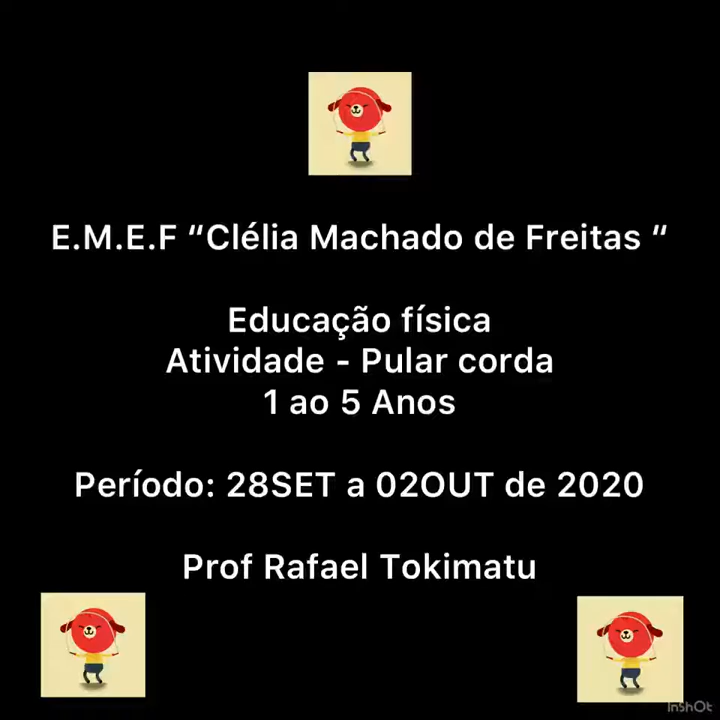 E.M.E.F “Clélia Machado de Freitas “
Educação física
Atividade - Pular corda
1 ao 5 Anos
Período: 28SET a 02OUT de 2020
Prof Rafael Tokimatu
InShOt